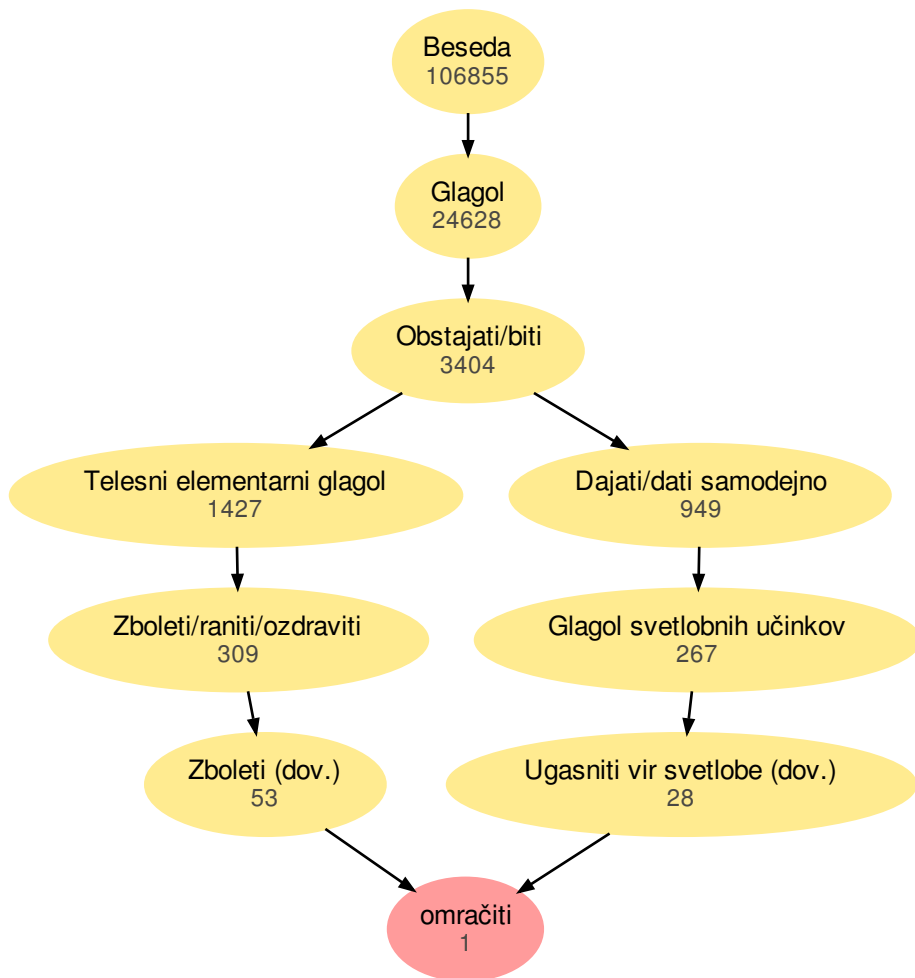 Beseda
106855
Glagol
24628
Obstajati/biti
3404
Telesni elementarni glagol
1427
Dajati/dati samodejno
949
Zboleti/raniti/ozdraviti
309
Glagol svetlobnih učinkov
267
Zboleti (dov.)
53
Ugasniti vir svetlobe (dov.)
28
omračiti
1